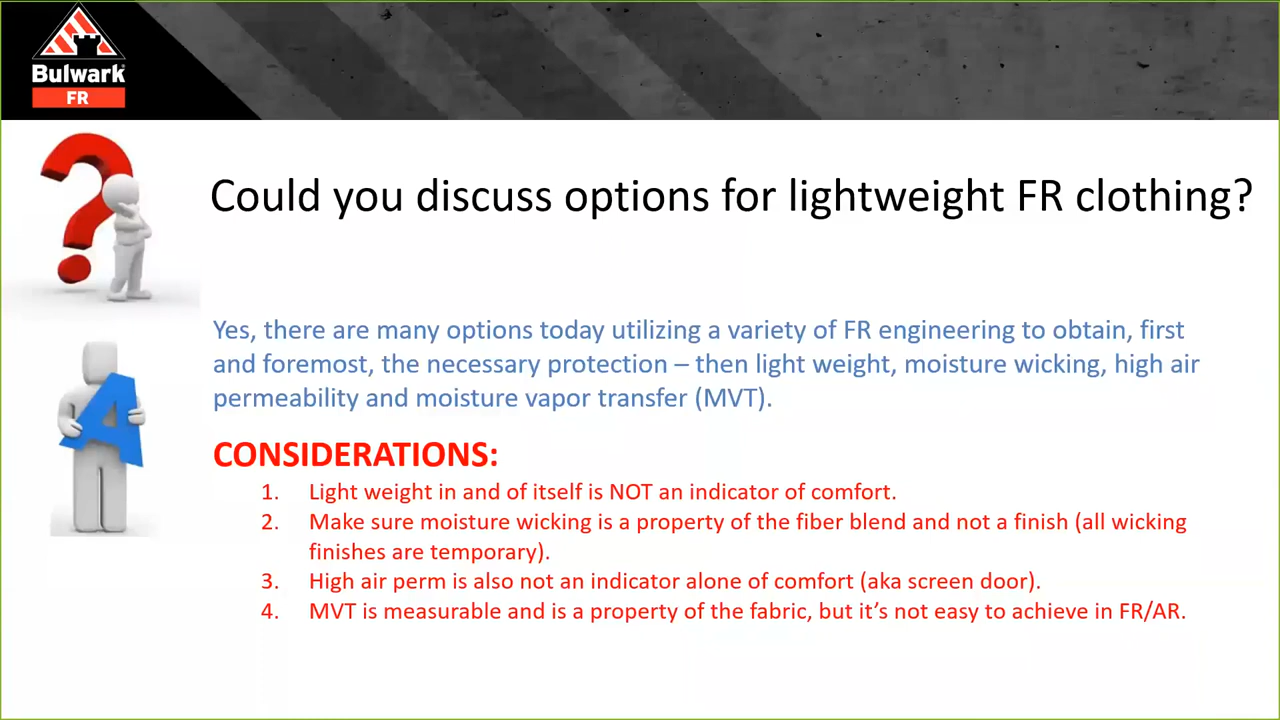 Bulwark
FR
Could you discuss options for lightweight FR clothing?
Yes, there are many options today utilizing a variety of FR engineering to obtain, first
and foremost, the necessary protection – then light weight, moisture wicking, high air
permeability and moisture vapor transfer (MVT).
CONSIDERATIONS:
1. Light weight in and of itself is NOT an indicator of comfort.
2. Make sure moisture wicking is a property of the fiber blend and not a finish (all wicking
finishes are temporary).
3. High air perm is also not an indicator alone of comfort (aka screen door).
4. MVT is measurable and is a property of the fabric, but it’s not easy to achieve in FR/AR.